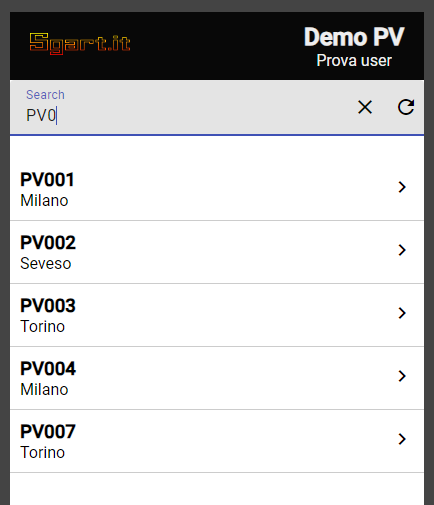 Sgart.it
Demo PV
Prova user
Search
PV0
PV001
Milano
PV002
Seveso
PV003
Torino
PV004
Milano
PV007
Torino